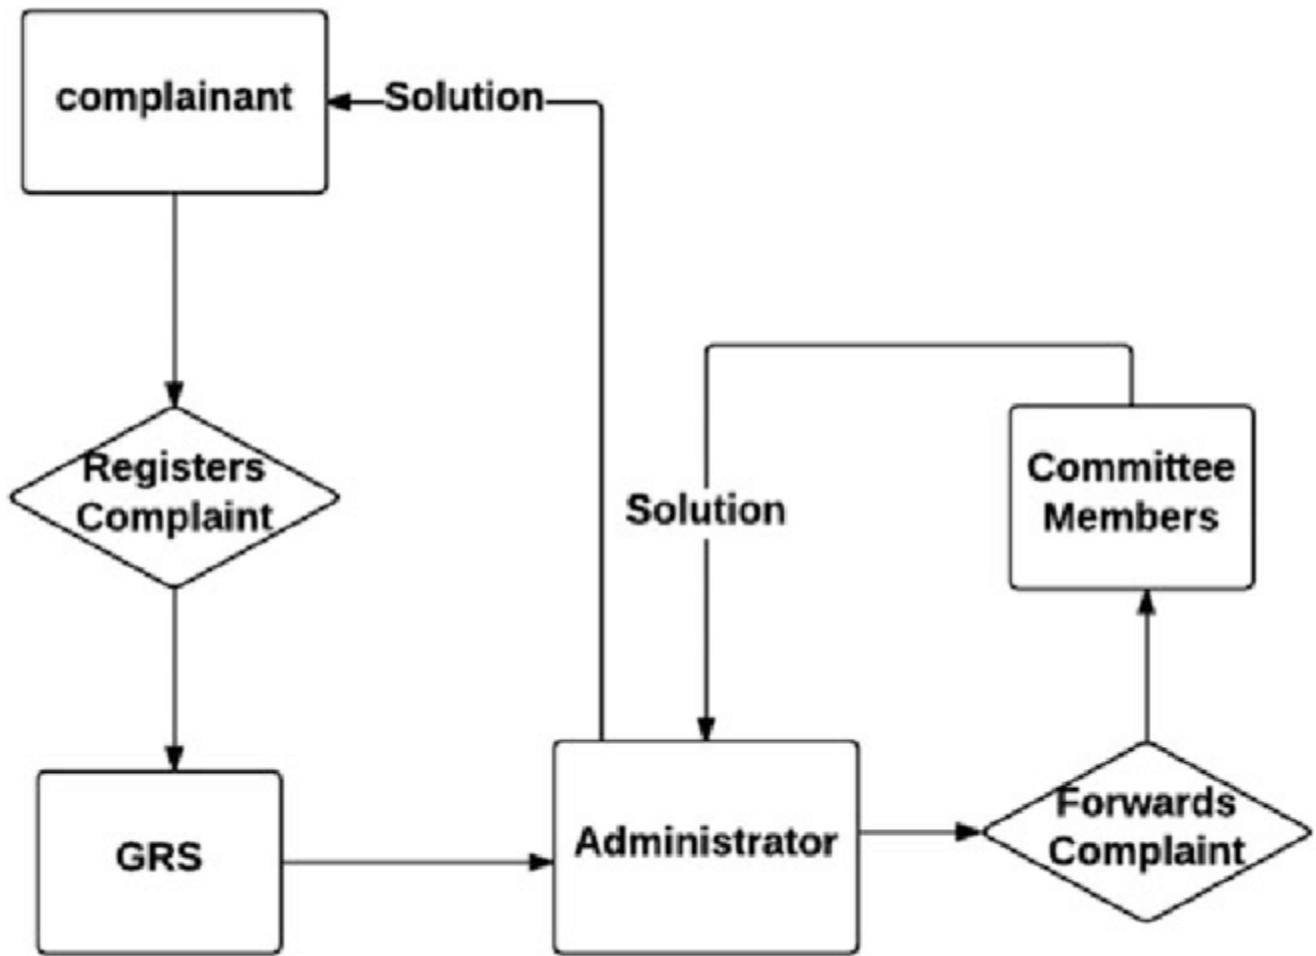 complainant
Solution
Registers
Complaint
Solution
Committee
Members
GRS
Administrator
Forwards
Complaint